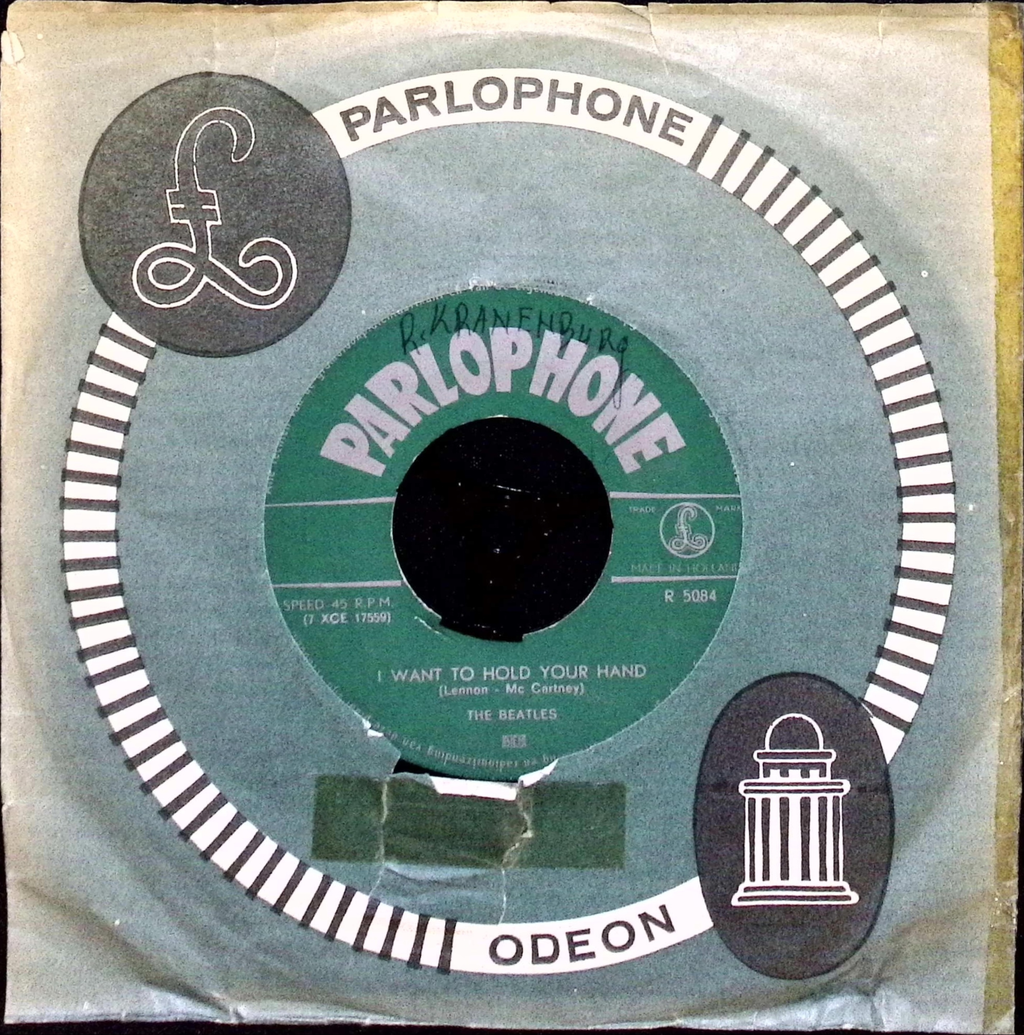 PARLOPHONE
R. KRANENBURG
PARLOPHONE
TRADE MARK
£
MADE IN HOLLAND
SPEED 45 R.P.M.
R 5084
(7 XCE 17559)
I WANT TO HOLD YOUR HAND
(Lennon - Mc Cartney)
THE BEATLES
ODEON